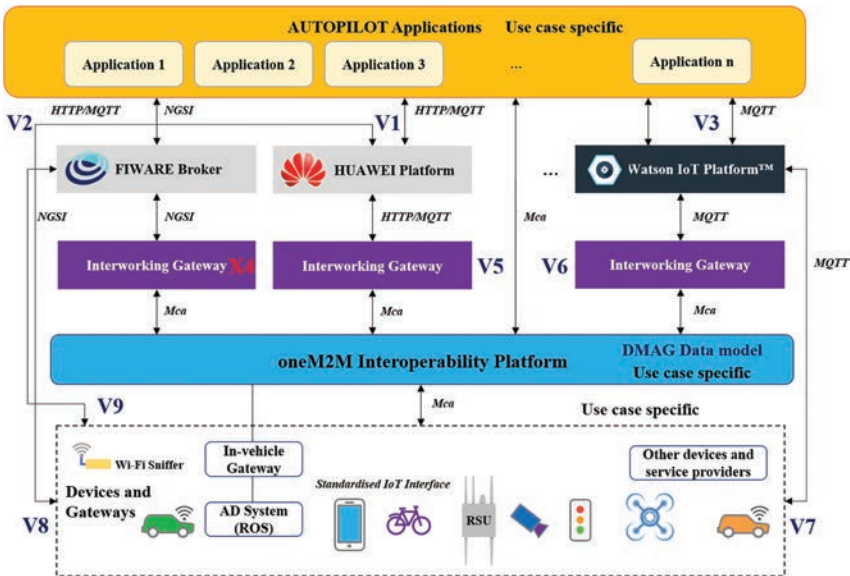 AUTOPILOT Applications Use case specific
Application 1
Application 2
Application 3
...
Application n
HTTP/MQTT
NGSI
HTTP/MQTT
MQTT
V2
V1
V3
FIWARE Broker
HUAWEI Platform
...
Watson IoT Platform™
NGSI
NGSI
HTTP/MQTT
Mca
MQTT
MQTT
Interworking Gateway X4
Interworking Gateway
V5
V6
Interworking Gateway
Mca
Mca
Mca
oneM2M Interoperability Platform
DMAG Data model
Use case specific
V9
Mca
Use case specific
Wi-Fi Sniffer
In-vehicle
Gateway
Other devices and
service providers
Devices and
Gateways
Standardised IoT Interface
AD System
(ROS)
RSU
V8
V7